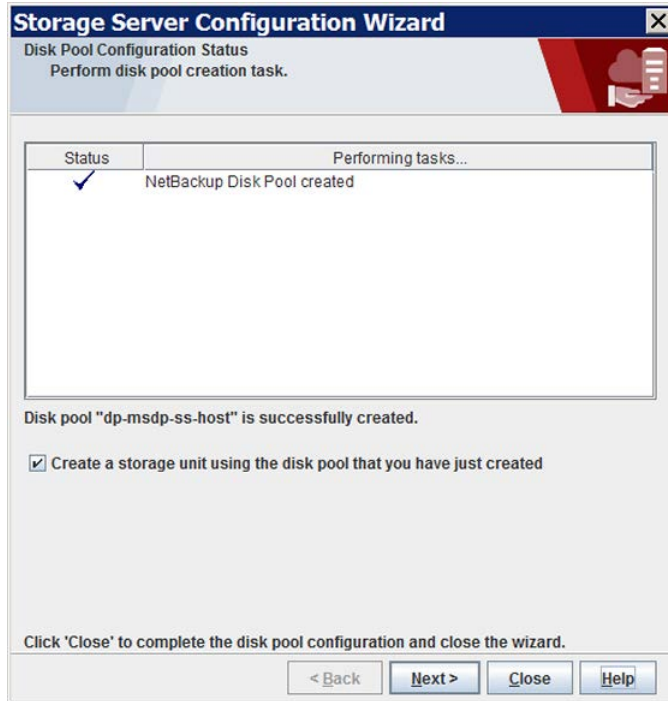 Storage Server Configuration Wizard
Disk Pool Configuration Status
Perform disk pool creation task.
Status Performing tasks...
NetBackup Disk Pool created
Disk pool "dp-msdp-ss-host" is successfully created.
Create a storage unit using the disk pool that you have just created
Click 'Close' to complete the disk pool configuration and close the wizard.
< Back Next > Close Help